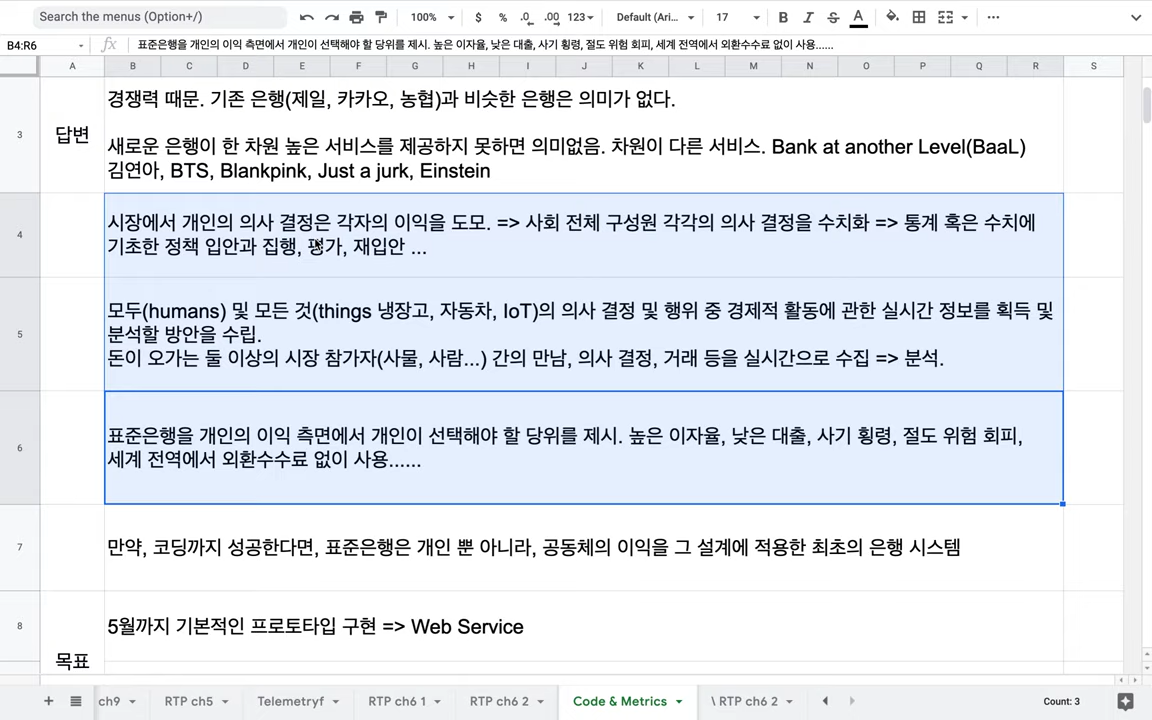 Search the menus (Option+/)
100%
$ % .0 .00 123
Default (Ari...
17
B I S A
B4:R6
fx
표준은행을 개인의 이익 측면에서 개인이 선택해야 할 당위를 제시. 높은 이자율, 낮은 대출, 사기 횡령, 절도 위험 회피, 세계 전역에서 외환수수료 없이 사용......
A B C D E F G H I J K L M N O P Q R S
경쟁력 때문. 기존 은행(제일, 카카오, 농협)과 비슷한 은행은 의미가 없다.
3
답변
새로운 은행이 한 차원 높은 서비스를 제공하지 못하면 의미없음. 차원이 다른 서비스. Bank at another Level(BaaL)
김연아, BTS, Blankpink, Just a jurk, Einstein
4
시장에서 개인의 의사 결정은 각자의 이익을 도모. => 사회 전체 구성원 각각의 의사 결정을 수치화 => 통계 혹은 수치에
기초한 정책 입안과 집행, 평가, 재입안 ...
5
모두(humans) 및 모든 것(things 냉장고, 자동차, IoT)의 의사 결정 및 행위 중 경제적 활동에 관한 실시간 정보를 획득 및
분석할 방안을 수립.
돈이 오가는 둘 이상의 시장 참가자(사물, 사람...) 간의 만남, 의사 결정, 거래 등을 실시간으로 수집 => 분석.
6
표준은행을 개인의 이익 측면에서 개인이 선택해야 할 당위를 제시. 높은 이자율, 낮은 대출, 사기 횡령, 절도 위험 회피,
세계 전역에서 외환수수료 없이 사용......
7
만약, 코딩까지 성공한다면, 표준은행은 개인 뿐 아니라, 공동체의 이익을 그 설계에 적용한 최초의 은행 시스템
8
5월까지 기본적인 프로토타입 구현 => Web Service
목표
ch9
RTP ch5
Telemetryf
RTP ch6 1
RTP ch6 2
Code & Metrics
\ RTP ch6 2
Count: 3